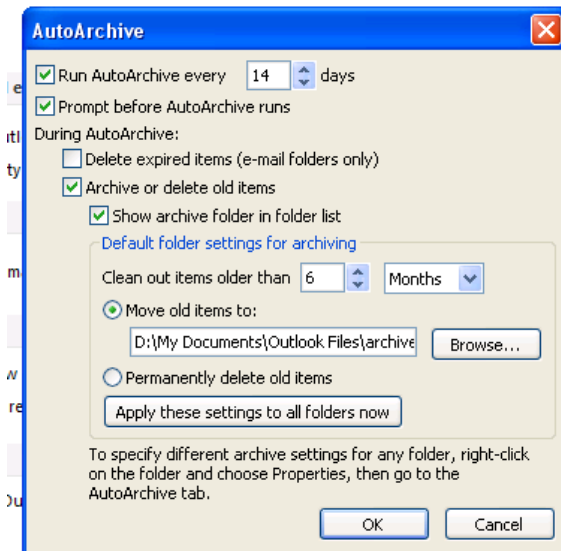 AutoArchive
Run AutoArchive every 14 days
Prompt before AutoArchive runs
During AutoArchive:
Delete expired items (e-mail folders only)
Archive or delete old items
Show archive folder in folder list
Default folder settings for archiving
Clean out items older than 6 Months
Move old items to:
D:\My Documents\Outlook Files\archive Browse...
Permanently delete old items
Apply these settings to all folders now
To specify different archive settings for any folder, right-click
on the folder and choose Properties, then go to the
AutoArchive tab.
OK Cancel